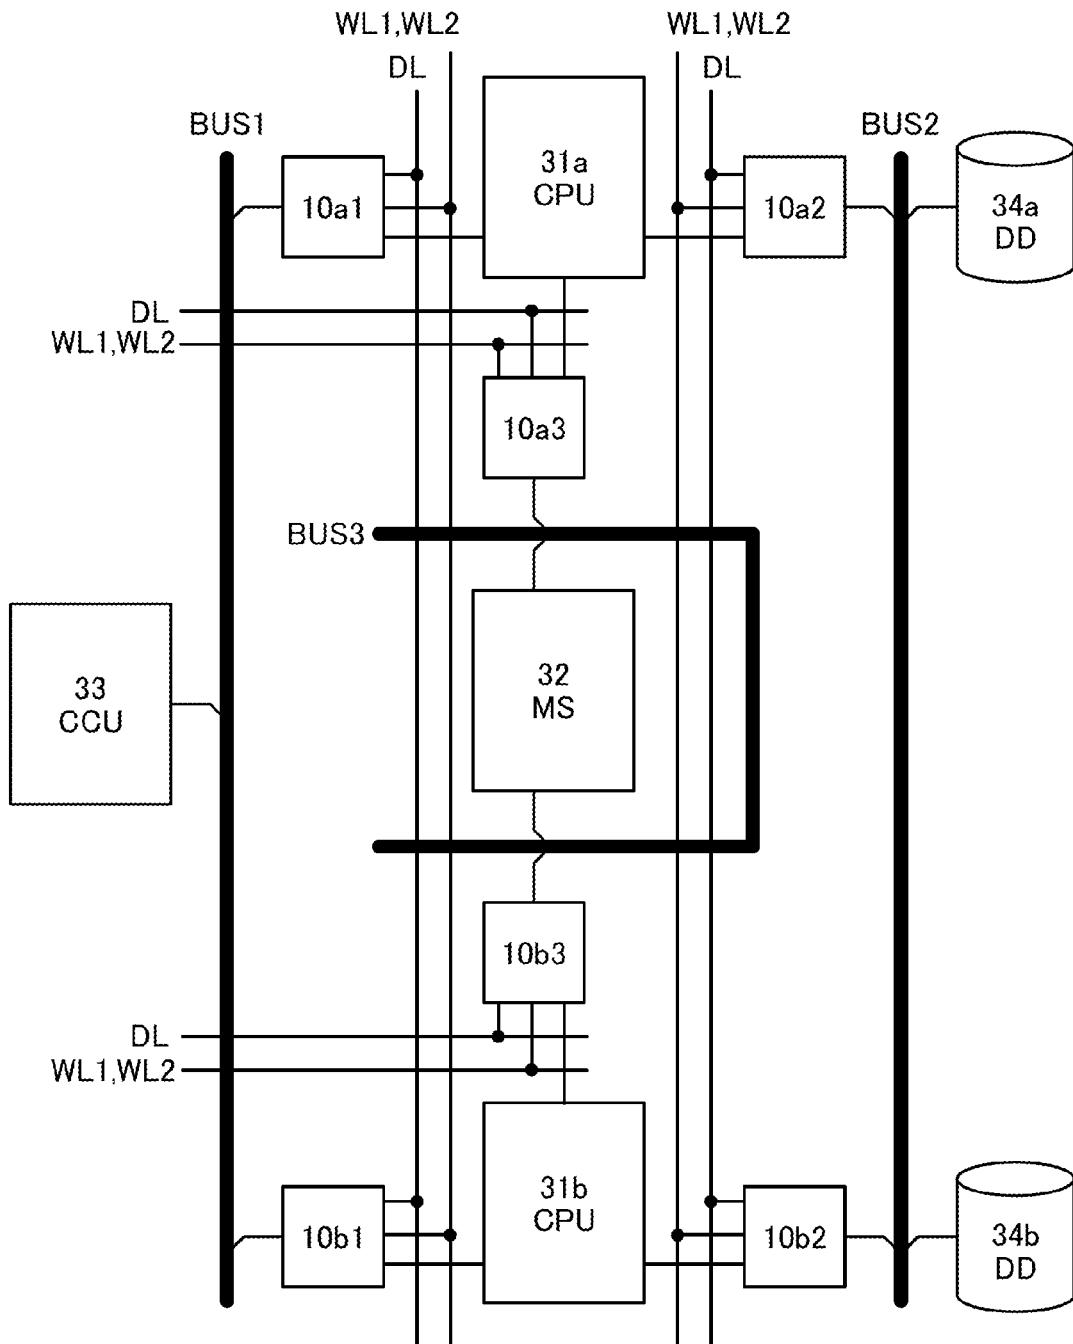 WL1,WL2
WL1,WL2
DL
DL
BUS1
BUS2
31a
CPU
10a1
10a2
34a
DD
DL
WL1,WL2
10a3
BUS3
33
CCU
32
MS
10b3
DL
WL1,WL2
31b
CPU
10b1
10b2
34b
DD